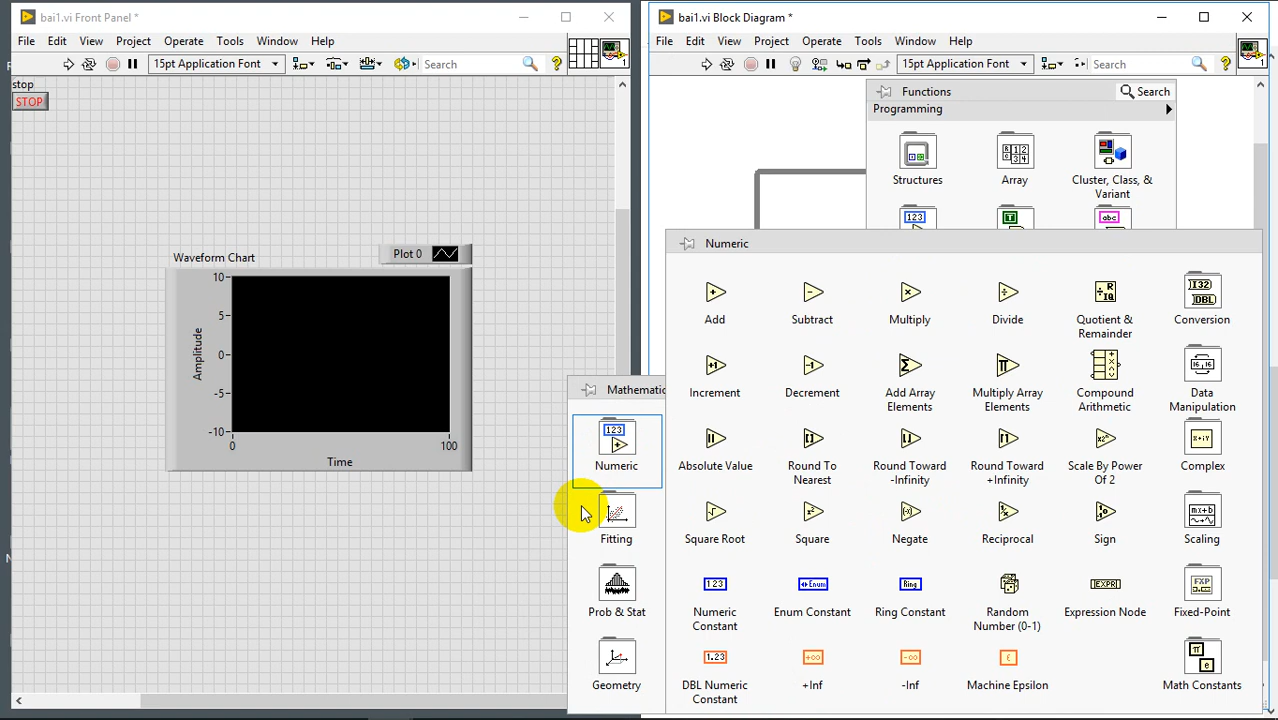 bai1.vi Front Panel *
File Edit View Project Operate Tools Window Help
15pt Application Font
Search
stop
STOP
Plot 0
Waveform Chart
Amplitude
10
5
0
-5
-10
0
100
Time
bai1.vi Block Diagram *
File Edit View Project Operate Tools Window Help
15pt Application Font
Search
Functions
Search
Programming
Structures
Array
Cluster, Class, &
Variant
Mathematic
Numeric
Fitting
Prob & Stat
Geometry
Numeric
Add
Subtract
Multiply
Divide
Quotient &
Remainder
Conversion
Increment
Decrement
Add Array
Elements
Multiply Array
Elements
Compound
Arithmetic
Data
Manipulation
Absolute Value
Round To
Nearest
Round Toward
-Infinity
Round Toward
+Infinity
Scale By Power
Of 2
Complex
Square Root
Square
Negate
Reciprocal
Sign
Scaling
Numeric
Constant
Enum Constant
Ring Constant
Random
Number (0-1)
Expression Node
Fixed-Point
DBL Numeric
Constant
+Inf
-Inf
Machine Epsilon
Math Constants